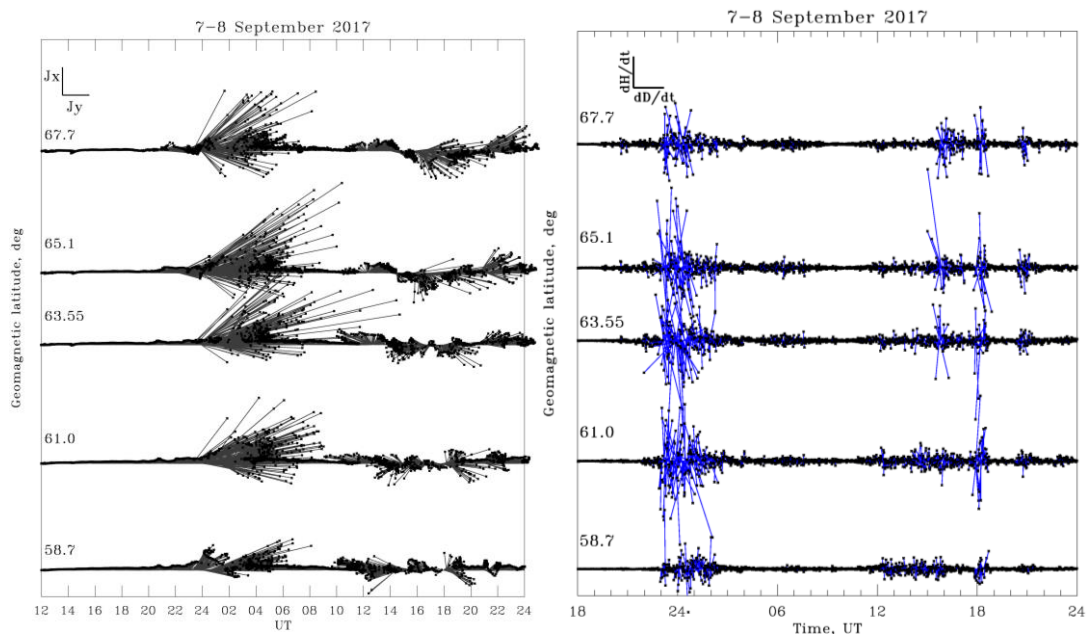 7–8 September 2017
Jx
Jy
67.7
65.1
63.55
61.0
58.7
Geomagnetic latitude, deg
12 14 16 18 20 22 24 02 04 06 08 10 12 14 16 18 20 22 24
UT
7–8 September 2017
dH/dt
dD/dt
67.7
65.1
63.55
61.0
58.7
Geomagnetic latitude, deg
18 24 06 12 18 24
Time, UT